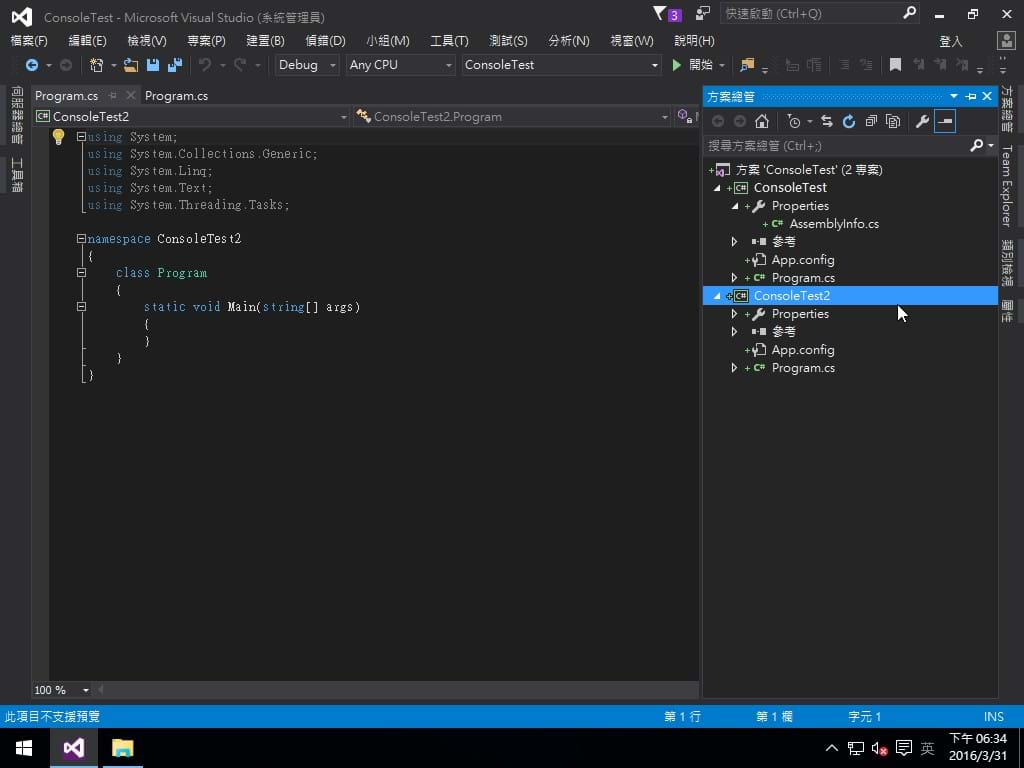 ConsoleTest - Microsoft Visual Studio (系統管理員)
3
快速啟動 (Ctrl+Q)
檔案(F) 編輯(E) 檢視(V) 專案(P) 建置(B) 偵錯(D) 小組(M) 工具(T) 測試(S) 分析(N) 視窗(W) 說明(H) 登入
Debug Any CPU ConsoleTest 開始
伺服器總管
工具箱
Program.cs Program.cs
ConsoleTest2 ConsoleTest2.Program
using System;
using System.Collections.Generic;
using System.Linq;
using System.Text;
using System.Threading.Tasks;
namespace ConsoleTest2
{
class Program
{
static void Main(string[] args)
{
}
}
}
100 %
方案總管
搜尋方案總管 (Ctrl+;)
方案 'ConsoleTest' (2 專案)
C# ConsoleTest
Properties
C# AssemblyInfo.cs
參考
App.config
C# Program.cs
C# ConsoleTest2
Properties
參考
App.config
C# Program.cs
方案總管
Team Explorer
類別檢視
屬性
此項目不支援預覽 第 1 行 第 1 欄 字元 1 INS
英
下午 06:34
2016/3/31